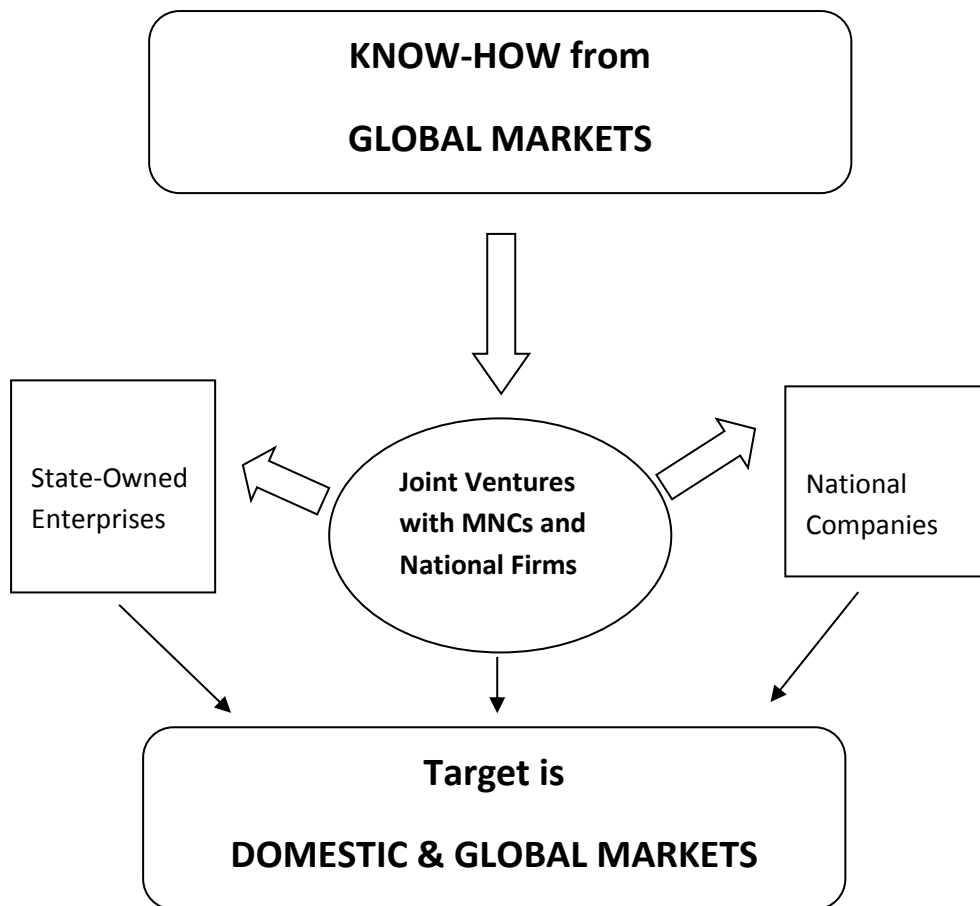 KNOW-HOW from
GLOBAL MARKETS
State-Owned
Enterprises
Joint Ventures
with MNCs and
National Firms
National
Companies
Target is
DOMESTIC & GLOBAL MARKETS